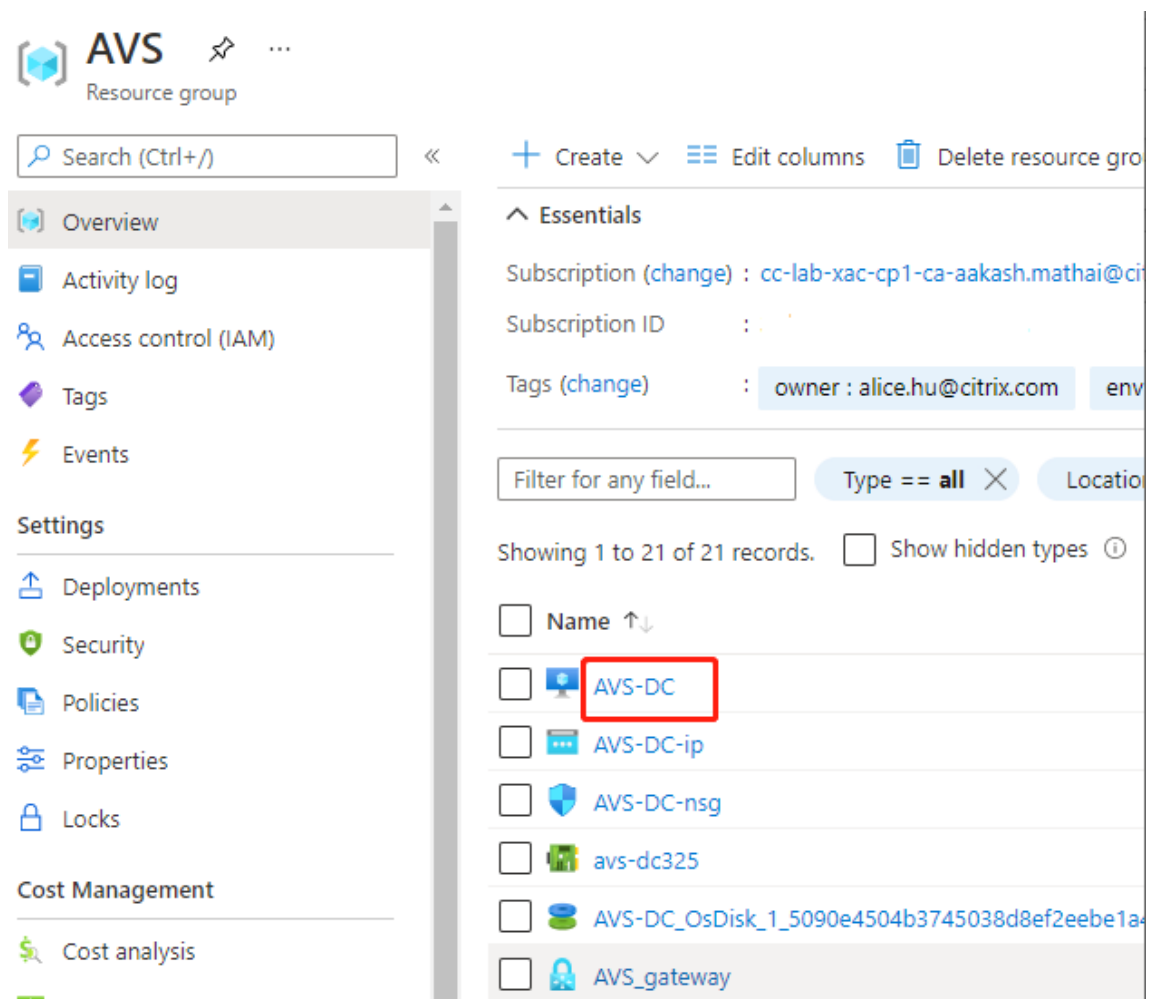 AVS
Resource group
Search (Ctrl+/)
Overview
Activity log
Access control (IAM)
Tags
Events
Settings
Deployments
Security
Policies
Properties
Locks
Cost Management
Cost analysis
Create
Edit columns
Delete resource gro
Essentials
Subscription (change) : cc-lab-xac-cp1-ca-aakash.mathai@ci
Subscription ID :
Tags (change) : owner : alice.hu@citrix.com env
Filter for any field... Type == all Locatio
Showing 1 to 21 of 21 records. Show hidden types
Name
AVS-DC
AVS-DC-ip
AVS-DC-nsg
avs-dc325
AVS-DC_OsDisk_1_5090e4504b3745038d8ef2eebe1a4
AVS_gateway